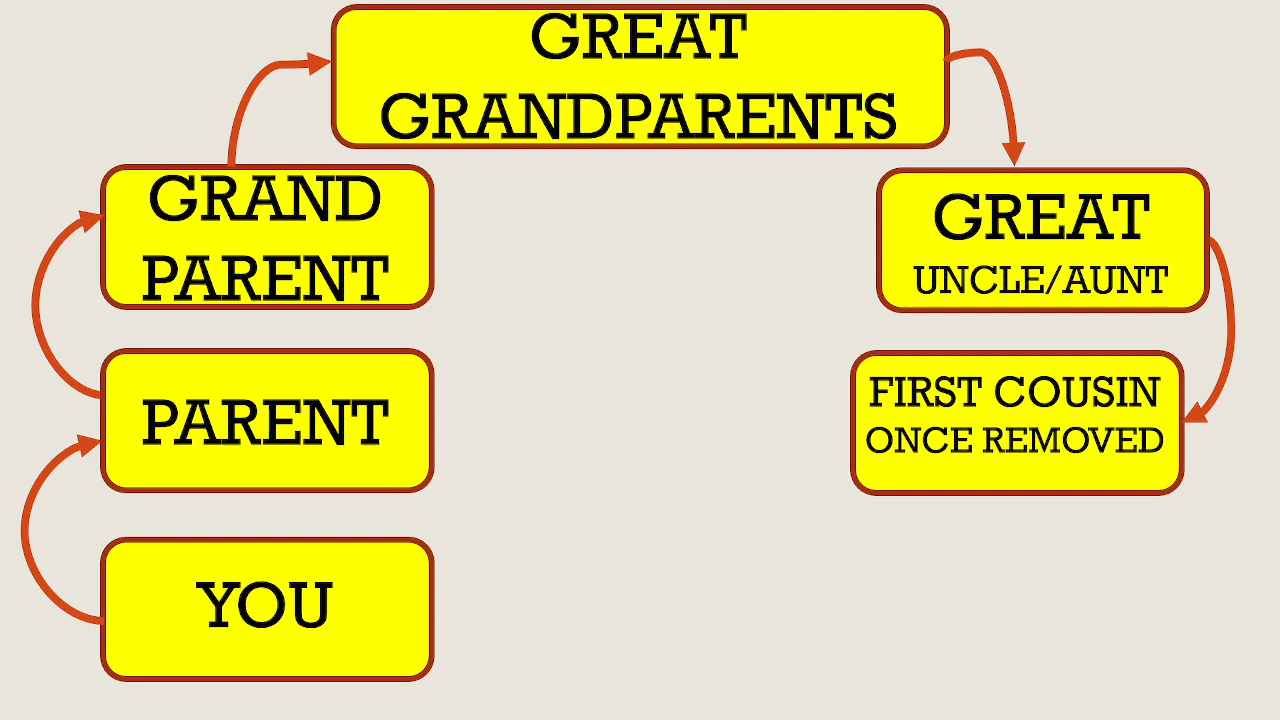 GREAT
GRANDPARENTS
GRAND
PARENT
GREAT
UNCLE/AUNT
PARENT
FIRST COUSIN
ONCE REMOVED
YOU